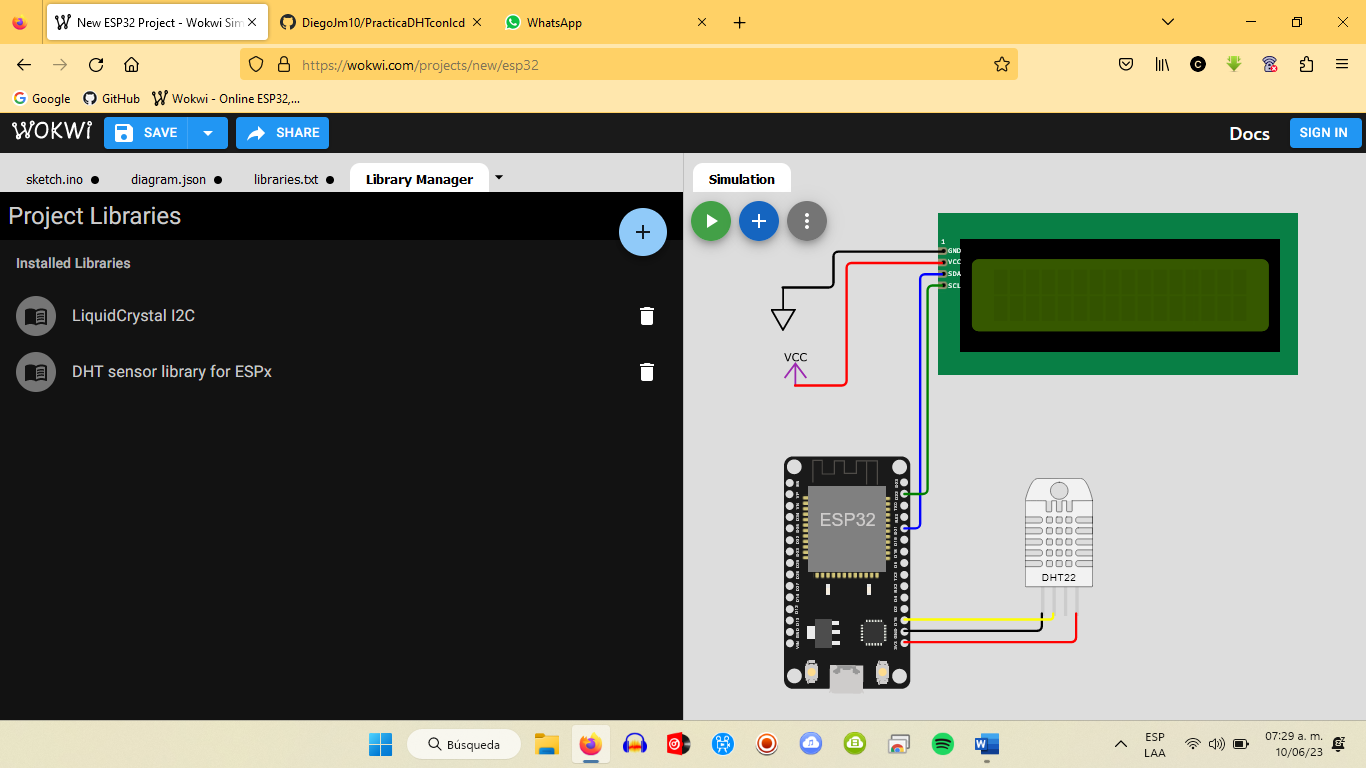 New ESP32 Project - Wokwi Sim
DiegoJm10/PracticaDHTconlcd
WhatsApp
https://wokwi.com/projects/new/esp32
Google
GitHub
Wokwi - Online ESP32,...
WOKWI
SAVE
SHARE
Docs
SIGN IN
sketch.ino
diagram.json
libraries.txt
Library Manager
Simulation
Project Libraries
Installed Libraries
LiquidCrystal I2C
DHT sensor library for ESPx
1
GND
VCC
SDA
SCL
VCC
ESP32
DHT22
Búsqueda
ESP
LAA
07:29 a. m.
10/06/23